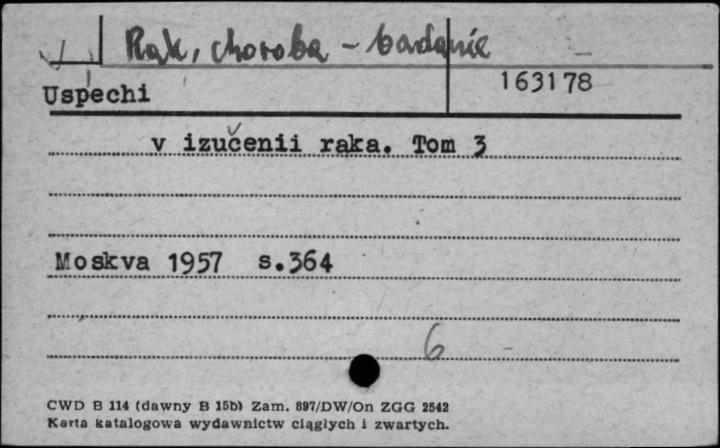 Rak, choroba - badanie
163178
Uspechi
v izučenii raka. Tom 3
Moskva 1957 s.364
6
CWD B 114 (dawny B 15b) Zam. 897/DW/On ZGG 2542
Karta katalogowa wydawnictw ciągłych i zwartych.